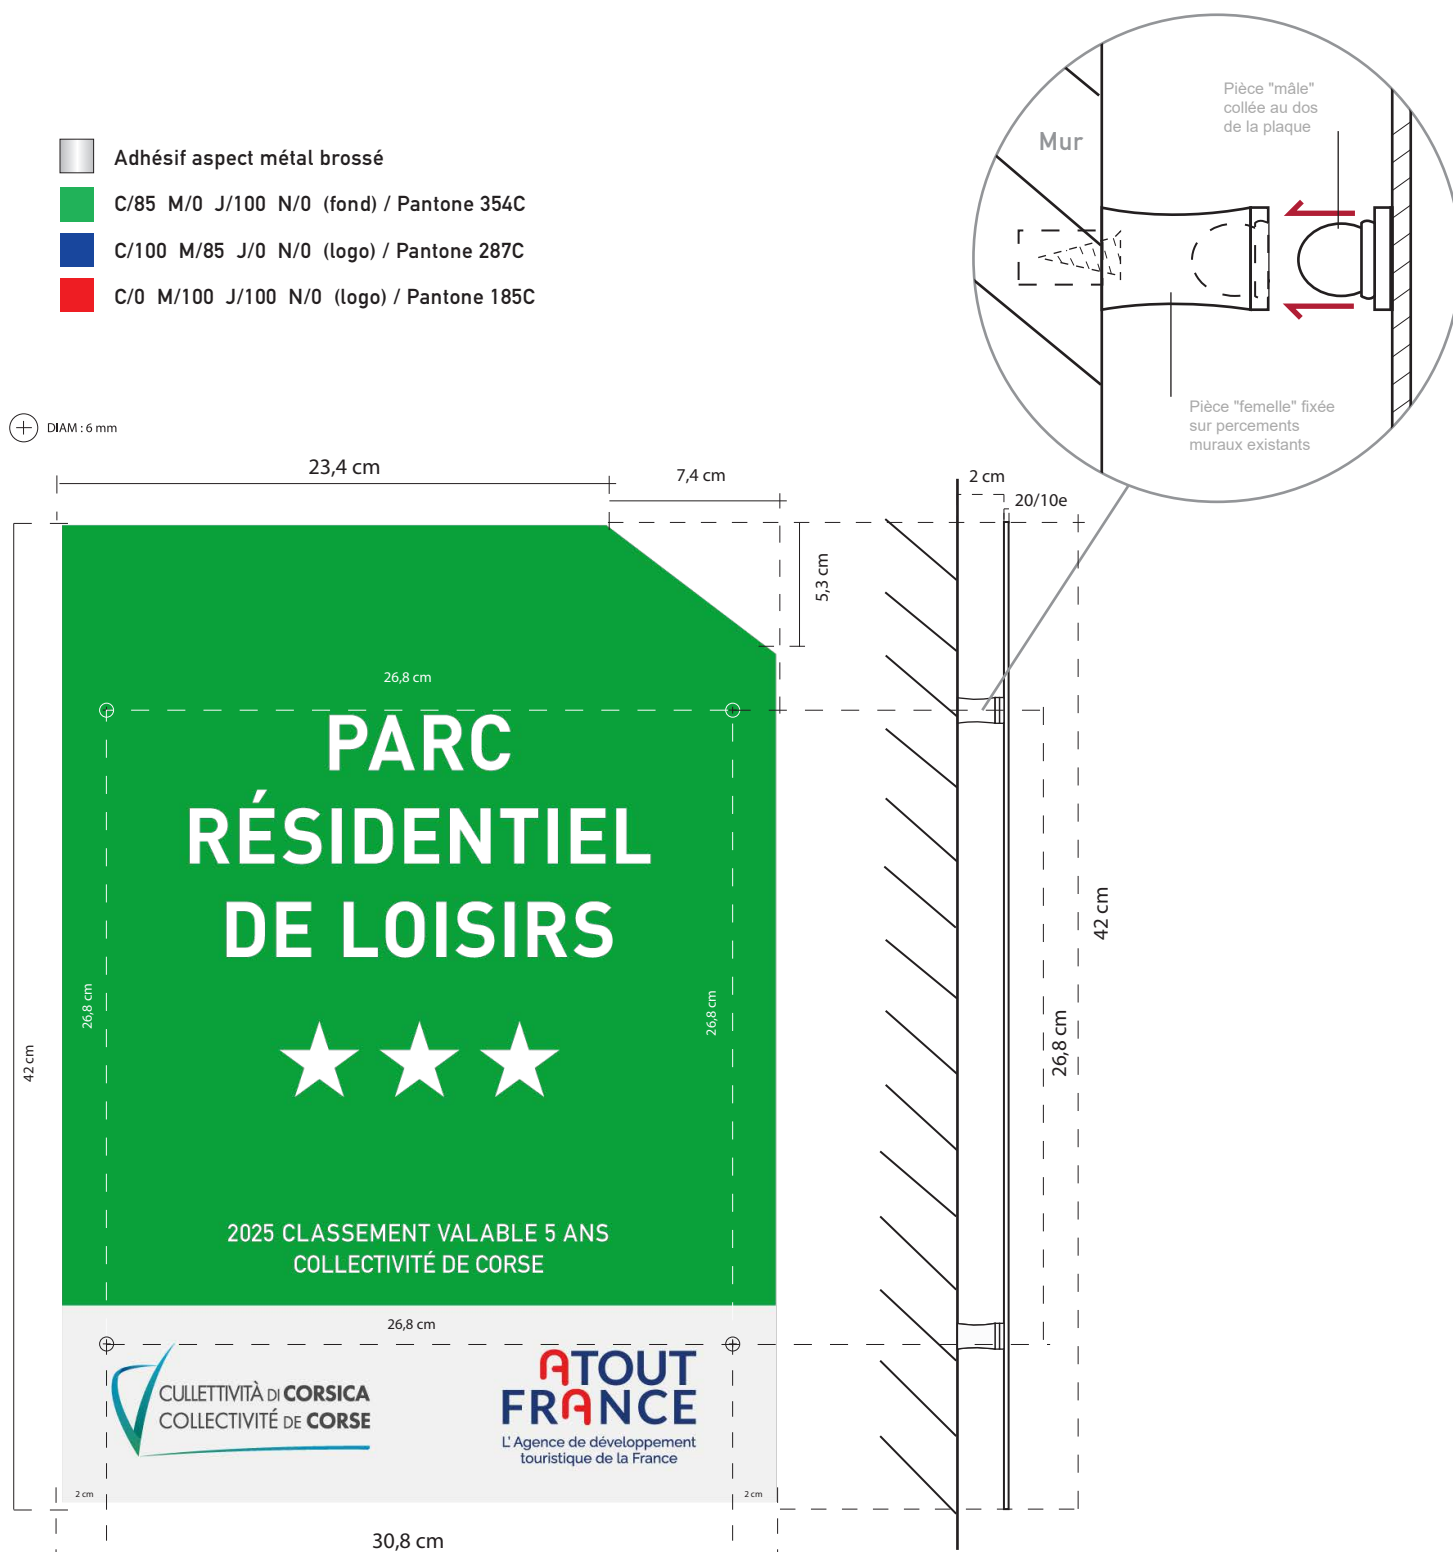 Adhésif aspect métal brossé
C/85 M/0 J/100 N/0 (fond) / Pantone 354C
C/100 M/85 J/0 N/0 (logo) / Pantone 287C
C/0 M/100 J/100 N/0 (logo) / Pantone 185C
Mur
Pièce "mâle"
collée au dos
de la plaque
Pièce "femelle" fixée
sur percements
muraux existants
DIAM : 6 mm
23,4 cm
7,4 cm
2 cm
20/10e
5,3 cm
26,8 cm
PARC
RÉSIDENTIEL
DE LOISIRS
26,8 cm
26,8 cm
42 cm
42 cm
26,8 cm
2025 CLASSEMENT VALABLE 5 ANS
COLLECTIVITÉ DE CORSE
26,8 cm
CULLETTIVITÀ DI CORSICA
COLLECTIVITÉ DE CORSE
ATOUT
FRANCE
L'Agence de développement
touristique de la France
2 cm
2 cm
30,8 cm